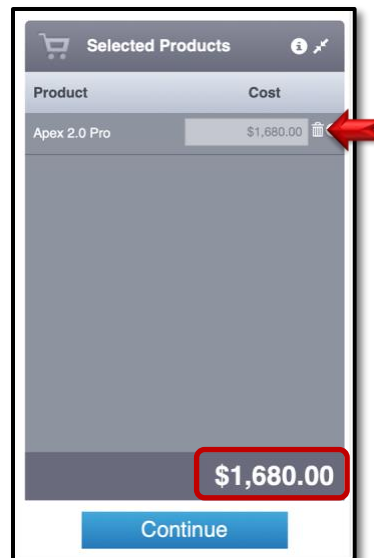 Selected Products
Product Cost
Apex 2.0 Pro $1,680.00
$1,680.00
Continue